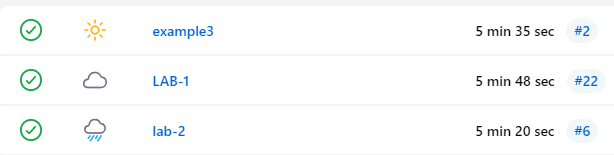 example3 5 min 35 sec #2
LAB-1 5 min 48 sec #22
lab-2 5 min 20 sec #6